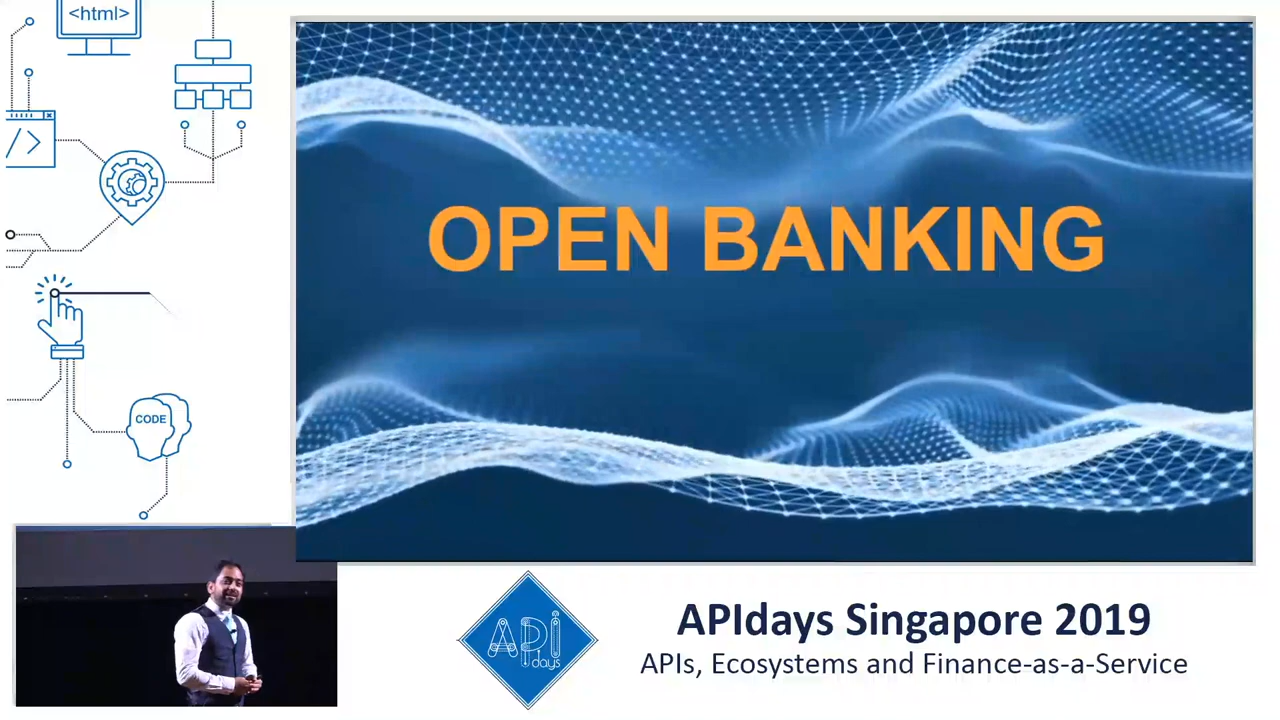 <html>
OPEN BANKING
</>
CODE
API
days
APIdays Singapore 2019
APIs, Ecosystems and Finance-as-a-Service